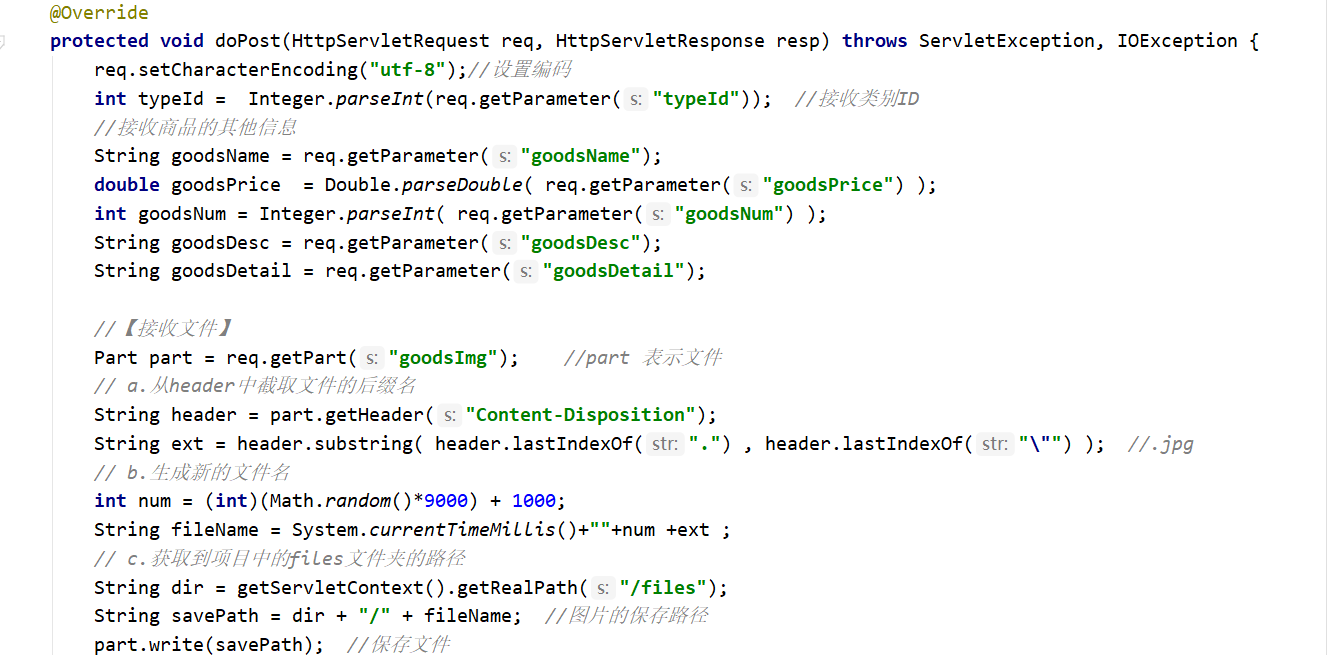 @Override
protected void doPost(HttpServletRequest req, HttpServletResponse resp) throws ServletException, IOException {
req.setCharacterEncoding("utf-8");//设置编码
int typeId =  Integer.parseInt(req.getParameter( s: "typeId"));  //接收类别ID
//接收商品的其他信息
String goodsName = req.getParameter( s: "goodsName");
double goodsPrice  = Double.parseDouble( req.getParameter( s: "goodsPrice") );
int goodsNum = Integer.parseInt( req.getParameter( s: "goodsNum") );
String goodsDesc = req.getParameter( s: "goodsDesc");
String goodsDetail = req.getParameter( s: "goodsDetail");
//【接收文件】
Part part = req.getPart( s: "goodsImg");    //part 表示文件
// a.从header中截取文件的后缀名
String header = part.getHeader( s: "Content-Disposition");
String ext = header.substring( header.lastIndexOf( str: ".") , header.lastIndexOf( str: "\"") );  //.jpg
// b.生成新的文件名
int num = (int)(Math.random()*9000) + 1000;
String fileName = System.currentTimeMillis()+""+num +ext ;
// c.获取到项目中的files文件夹的路径
String dir = getServletContext().getRealPath( s: "/files");
String savePath = dir + "/" + fileName;  //图片的保存路径
part.write(savePath);  //保存文件